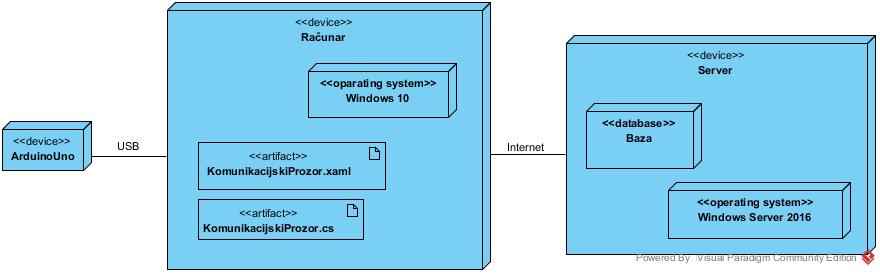 <<device>>
ArduinoUno
USB
<<device>>
Računar
<<oparating system>>
Windows 10
<<artifact>>
KomunikacijskiProzor.xaml
<<artifact>>
KomunikacijskiProzor.cs
Internet
<<device>>
Server
<<database>>
Baza
<<operating system>>
Windows Server 2016
Powered By Visual Paradigm Community Edition